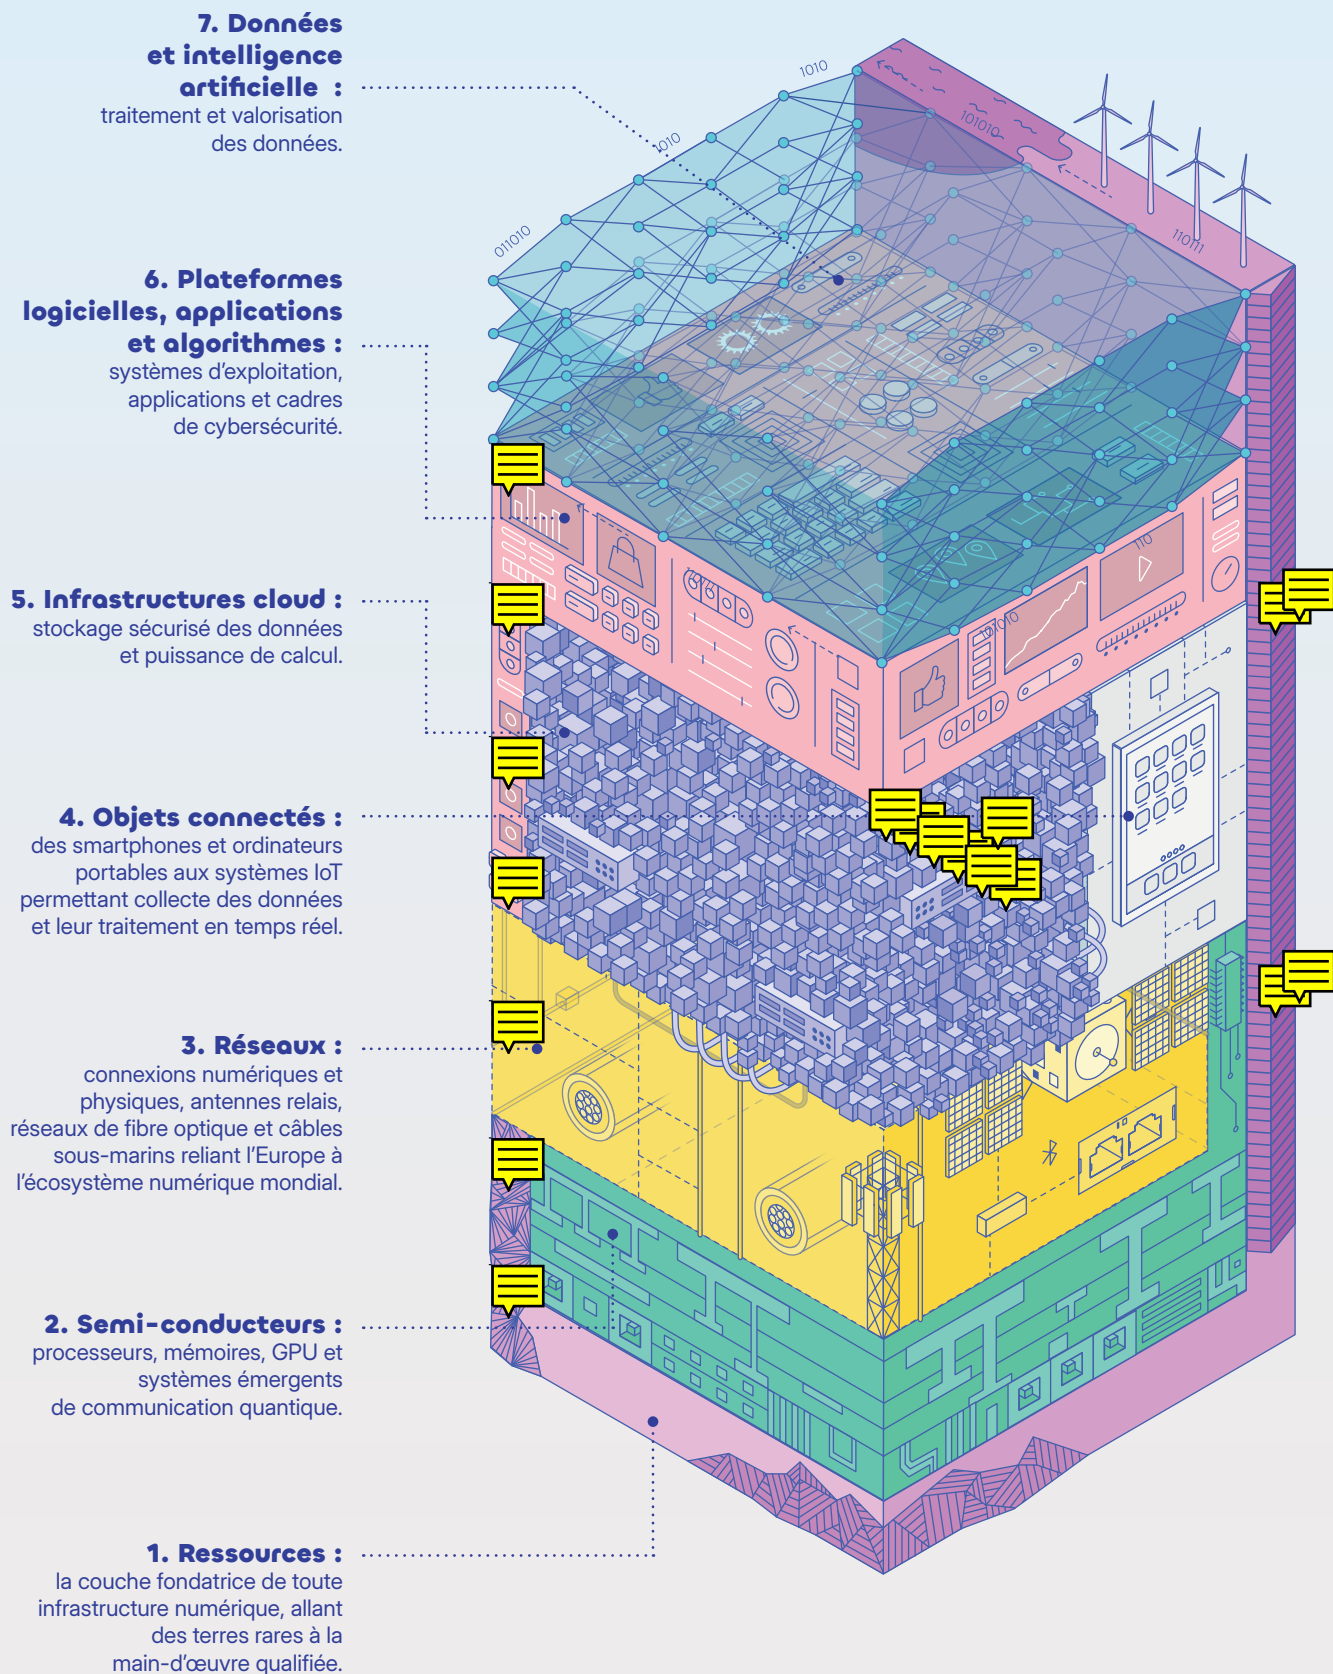 7. Données
et intelligence
artificielle :
traitement et valorisation
des données.
6. Plateformes
logicielles, applications
et algorithmes :
systèmes d’exploitation,
applications et cadres
de cybersécurité.
5. Infrastructures cloud :
stockage sécurisé des données
et puissance de calcul.
4. Objets connectés :
des smartphones et ordinateurs
portables aux systèmes IoT
permettant collecte des données
et leur traitement en temps réel.
3. Réseaux :
connexions numériques et
physiques, antennes relais,
réseaux de fibre optique et câbles
sous-marins reliant l’Europe à
l’écosystème numérique mondial.
2. Semi-conducteurs :
processeurs, mémoires, GPU et
systèmes émergents
de communication quantique.
1. Ressources :
la couche fondatrice de toute
infrastructure numérique, allant
des terres rares à la
main-d’œuvre qualifiée.
1010
1010
011010
101010
110111
110
101010